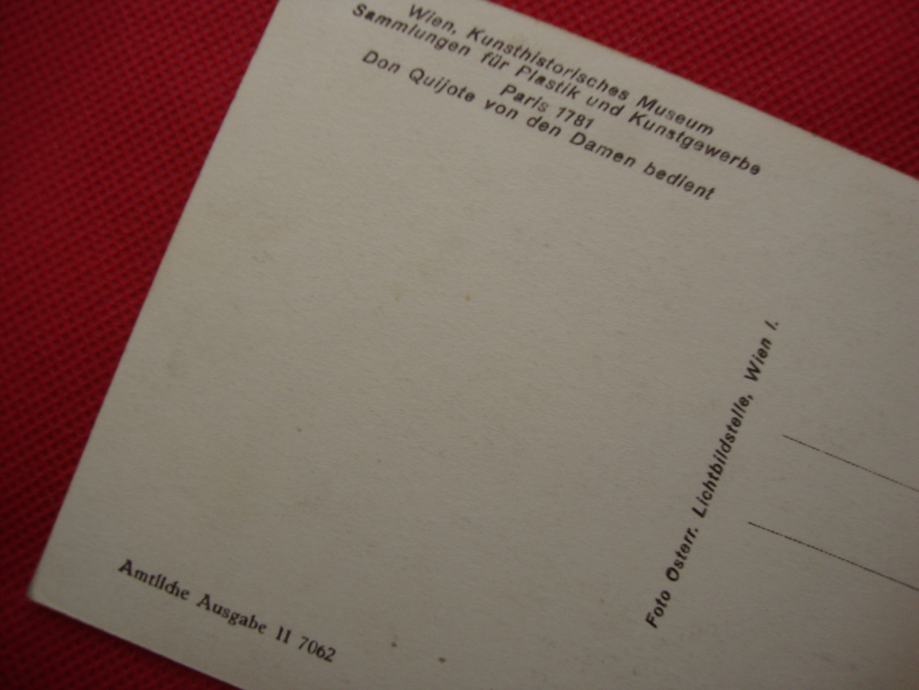 Wien, Kunsthistorisches Museum
Sammlungen für Plastik und Kunstgewerbe
Paris 1781
Don Quijote von den Damen bedient
Foto Österr. Lichtbildstelle, Wien I.
Amtliche Ausgabe II 7062